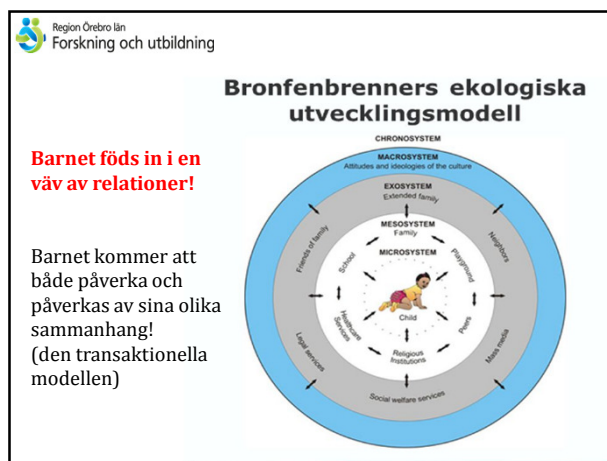 Region Örebro län
Forskning och utbildning
Bronfenbrenners ekologiska
utvecklingsmodell
Barnet föds in i en
väv av relationer!
Barnet kommer att
både påverka och
påverkas av sina olika
sammanhang!
(den transaktionella
modellen)
CHRONOSYSTEM
MACROSYSTEM
Attitudes and ideologies of the culture
EXOSYSTEM
Extended family
MESOSYSTEM
Family
MICROSYSTEM
Friends of family
School
Playground
Neighbors
Child
Healthcare
Services
Peers
Religious
Institutions
Legal services
Mass media
Social welfare services